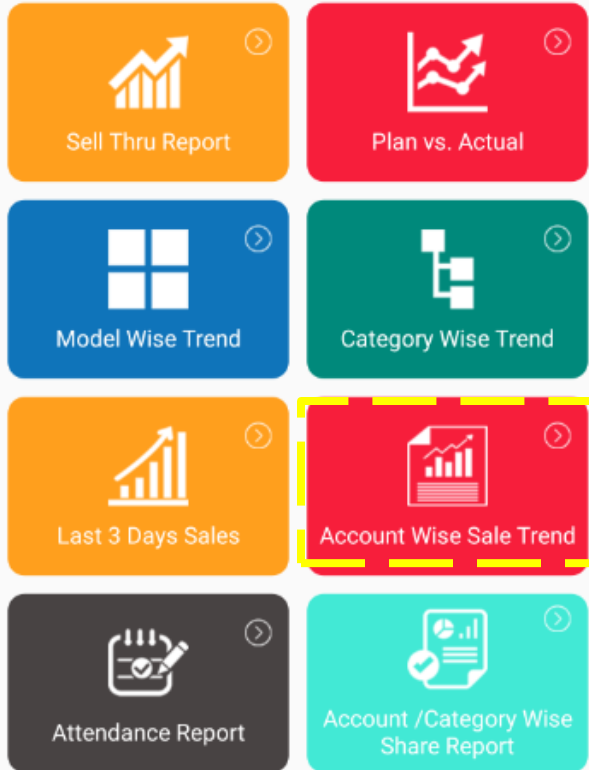 Sell Thru Report
Plan vs. Actual
Model Wise Trend
Category Wise Trend
Last 3 Days Sales
Account Wise Sale Trend
Attendance Report
Account /Category Wise
Share Report